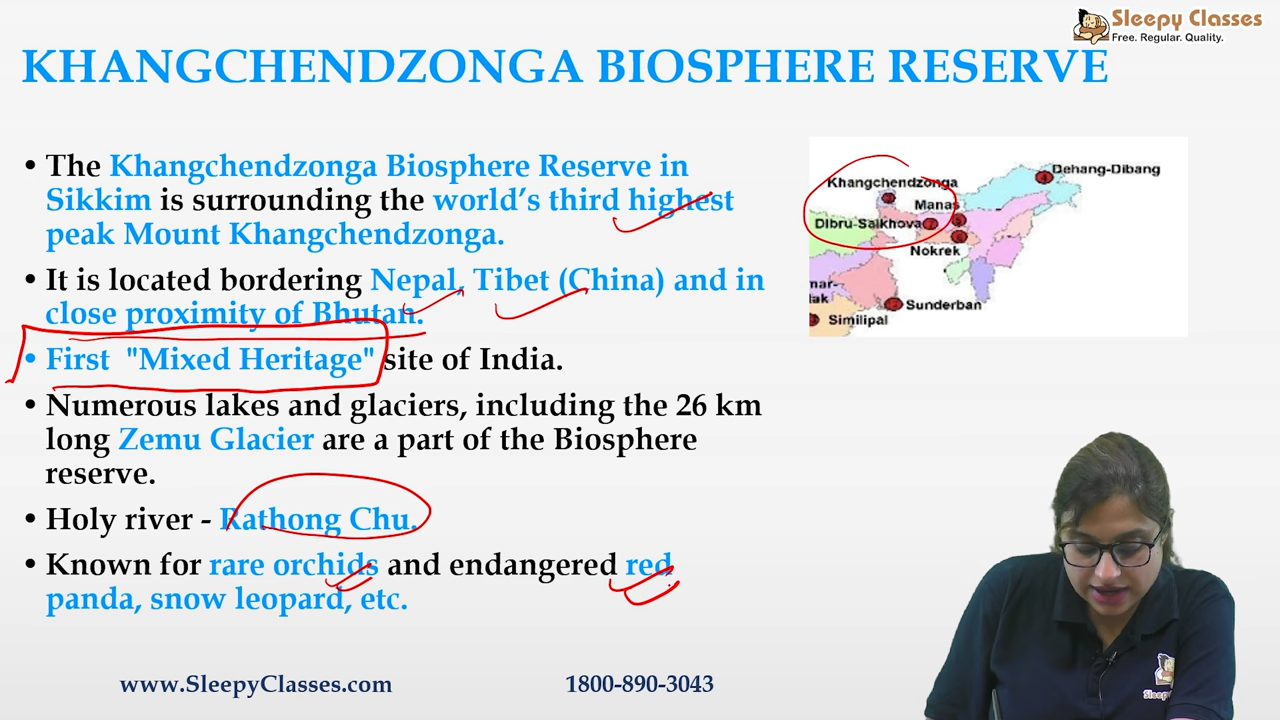 Sleepy Classes
Free. Regular. Quality.
KHANGCHENDZONGA BIOSPHERE RESERVE
• The Khangchendzonga Biosphere Reserve in
Sikkim is surrounding the world’s third highest
peak Mount Khangchendzonga.
• It is located bordering Nepal, Tibet (China) and in
close proximity of Bhutan.
• First "Mixed Heritage" site of India.
• Numerous lakes and glaciers, including the 26 km
long Zemu Glacier are a part of the Biosphere
reserve.
• Holy river - Rathong Chu.
• Known for rare orchids and endangered red
panda, snow leopard, etc.
Khangchendzonga
Dehang-Dibang
Manas
Dibru-Saikhova
Nokrek
mar-
Sunderban
Similipal
www.SleepyClasses.com
1800-890-3043